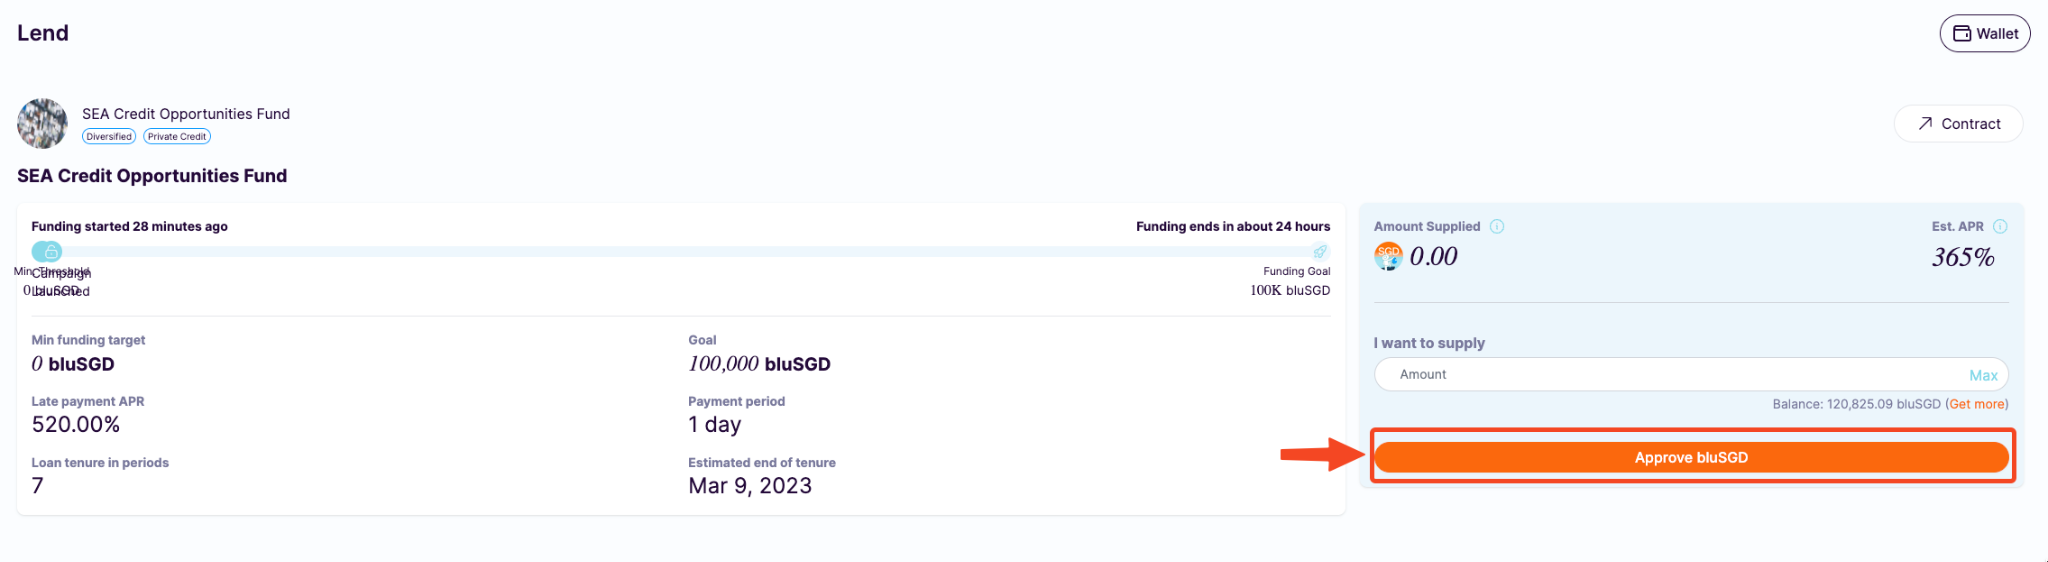 Lend
Wallet
SEA Credit Opportunities Fund
Diversified Private Credit
Contract
SEA Credit Opportunities Fund
Funding started 28 minutes ago
Funding ends in about 24 hours
Min. Threshold
0 bluSGD
Campaign
Launched
Funding Goal
100K bluSGD
Min funding target
0 bluSGD
Goal
100,000 bluSGD
Late payment APR
520.00%
Payment period
1 day
Loan tenure in periods
7
Estimated end of tenure
Mar 9, 2023
Amount Supplied
SGD
0.00
Est. APR
365%
I want to supply
Amount
Max
Balance: 120,825.09 bluSGD (Get more)
Approve bluSGD